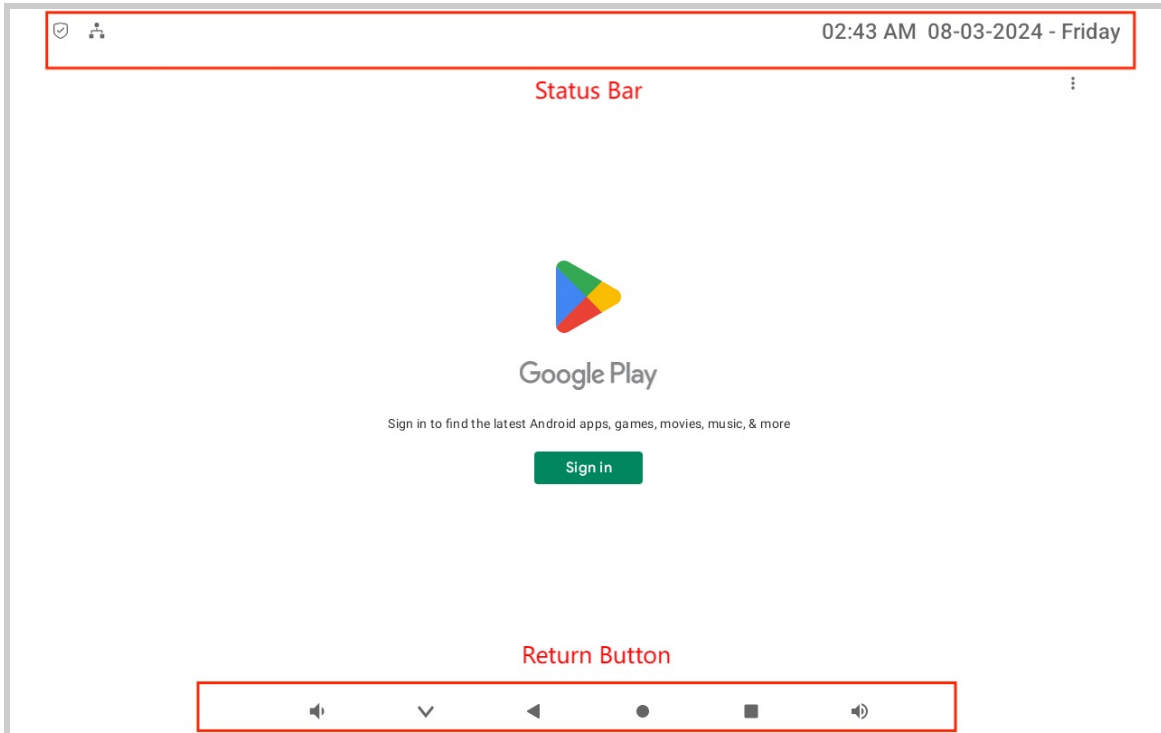 02:43 AM 08-03-2024 - Friday
Status Bar
Google Play
Sign in to find the latest Android apps, games, movies, music, & more
Sign in
Return Button